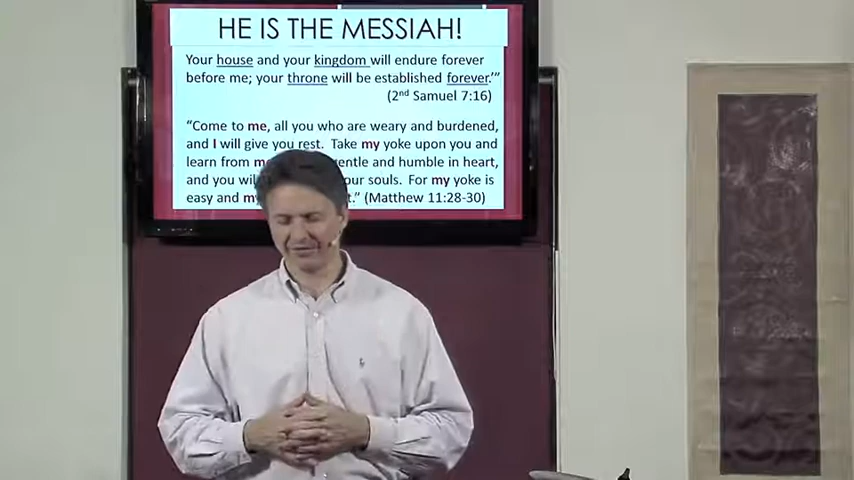 HE IS THE MESSIAH!
Your house and your kingdom will endure forever
before me; your throne will be established forever.'”
(2nd Samuel 7:16)
“Come to me, all you who are weary and burdened,
and I will give you rest. Take my yoke upon you and
learn from gentle and humble in heart,
and you your souls. For my yoke is
easy and (Matthew 11:28-30)